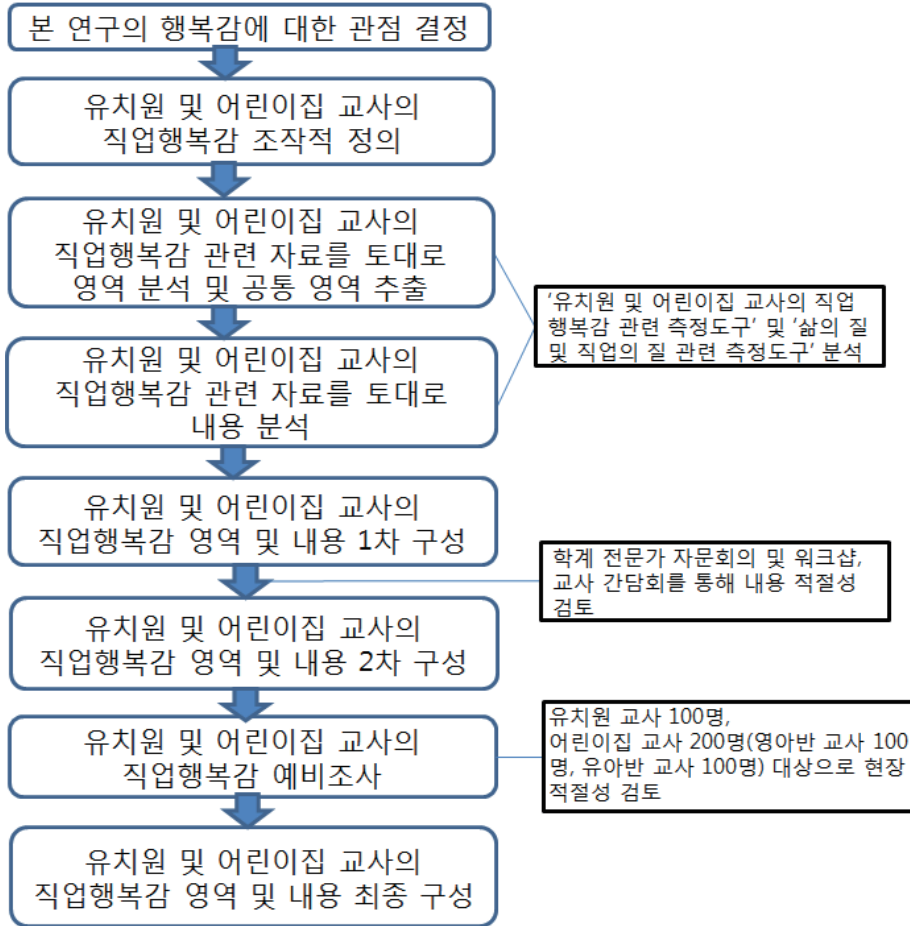 본 연구의 행복감에 대한 관점 결정
유치원 및 어린이집 교사의
직업행복감 조작적 정의
유치원 및 어린이집 교사의
직업행복감 관련 자료를 토대로
영역 분석 및 공통 영역 추출
'유치원 및 어린이집 교사의 직업
행복감 관련 측정도구' 및 '삶의 질
및 직업의 질 관련 측정도구' 분석
유치원 및 어린이집 교사의
직업행복감 관련 자료를 토대로
내용 분석
유치원 및 어린이집 교사의
직업행복감 영역 및 내용 1차 구성
학계 전문가 자문회의 및 워크샵,
교사 간담회를 통해 내용 적절성
검토
유치원 및 어린이집 교사의
직업행복감 영역 및 내용 2차 구성
유치원 및 어린이집 교사의
직업행복감 예비조사
유치원 교사 100명,
어린이집 교사 200명(영아반 교사 100
명, 유아반 교사 100명) 대상으로 현장
적절성 검토
유치원 및 어린이집 교사의
직업행복감 영역 및 내용 최종 구성